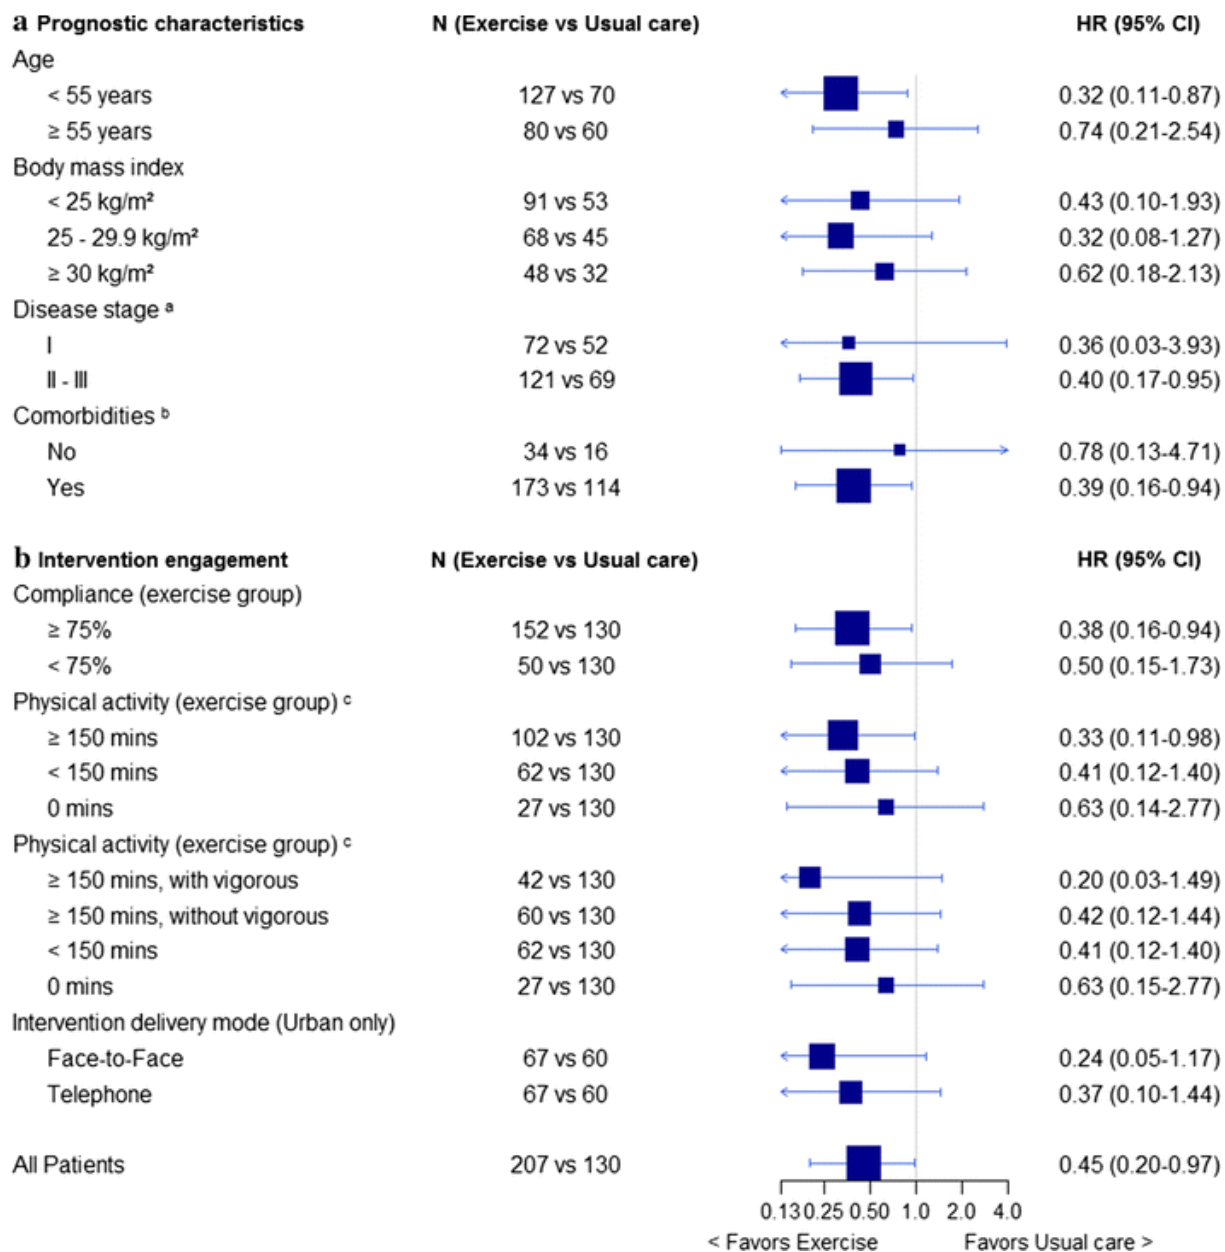 a Prognostic characteristics N (Exercise vs Usual care) HR (95% CI)
Age
< 55 years 127 vs 70 0.32 (0.11-0.87)
≥ 55 years 80 vs 60 0.74 (0.21-2.54)
Body mass index
< 25 kg/m² 91 vs 53 0.43 (0.10-1.93)
25 - 29.9 kg/m² 68 vs 45 0.32 (0.08-1.27)
≥ 30 kg/m² 48 vs 32 0.62 (0.18-2.13)
Disease stage ᵃ
I 72 vs 52 0.36 (0.03-3.93)
II - III 121 vs 69 0.40 (0.17-0.95)
Comorbidities ᵇ
No 34 vs 16 0.78 (0.13-4.71)
Yes 173 vs 114 0.39 (0.16-0.94)
b Intervention engagement N (Exercise vs Usual care) HR (95% CI)
Compliance (exercise group)
≥ 75% 152 vs 130 0.38 (0.16-0.94)
< 75% 50 vs 130 0.50 (0.15-1.73)
Physical activity (exercise group) ᶜ
≥ 150 mins 102 vs 130 0.33 (0.11-0.98)
< 150 mins 62 vs 130 0.41 (0.12-1.40)
0 mins 27 vs 130 0.63 (0.14-2.77)
Physical activity (exercise group) ᶜ
≥ 150 mins, with vigorous 42 vs 130 0.20 (0.03-1.49)
≥ 150 mins, without vigorous 60 vs 130 0.42 (0.12-1.44)
< 150 mins 62 vs 130 0.41 (0.12-1.40)
0 mins 27 vs 130 0.63 (0.15-2.77)
Intervention delivery mode (Urban only)
Face-to-Face 67 vs 60 0.24 (0.05-1.17)
Telephone 67 vs 60 0.37 (0.10-1.44)
All Patients 207 vs 130 0.45 (0.20-0.97)
0.13 0.25 0.50 1.0 2.0 4.0
< Favors Exercise Favors Usual care >